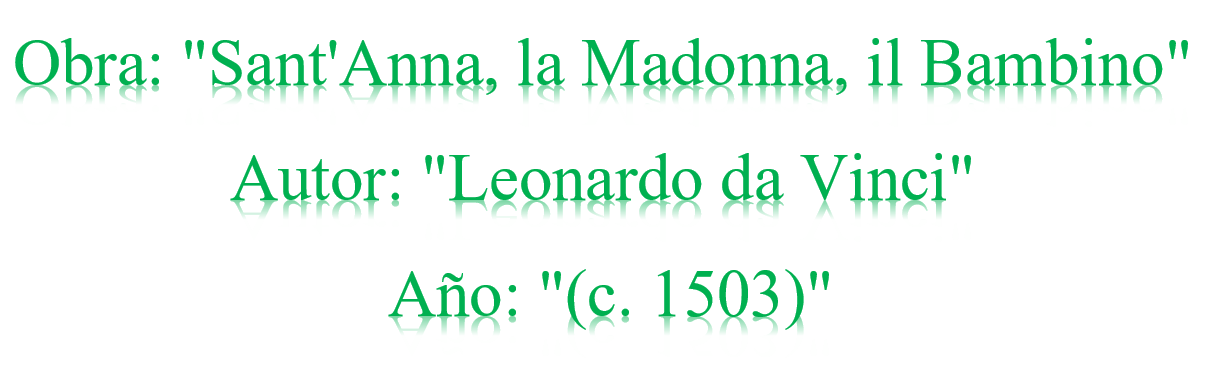 Obra: "Sant'Anna, la Madonna, il Bambino"
Autor: "Leonardo da Vinci"
Año: "(c. 1503)"